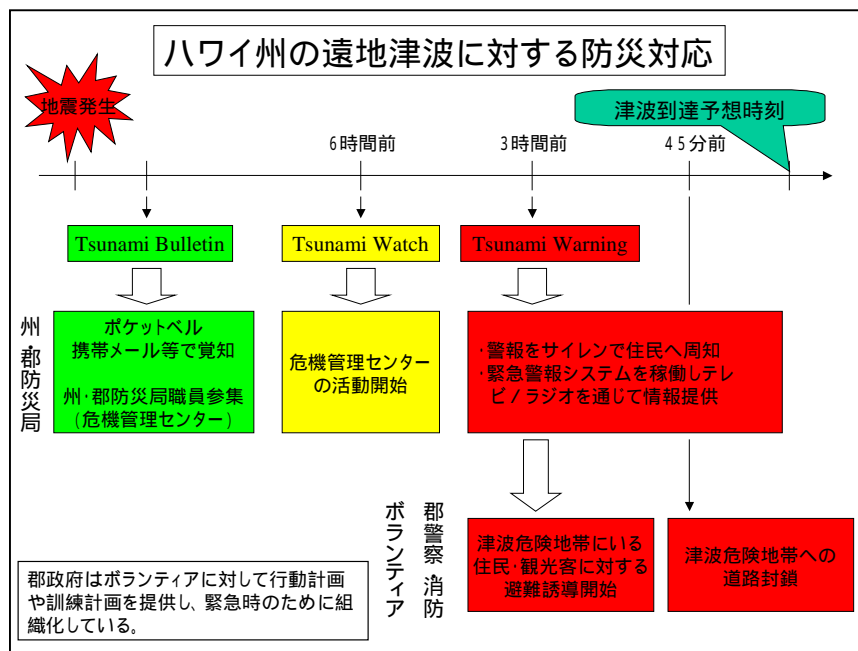 ハワイ州の遠地津波に対する防災対応
地震発生
津波到達予想時刻
6時間前
3時間前
45分前
Tsunami Bulletin
Tsunami Watch
Tsunami Warning
州・郡防災局
ポケットベル
携帯メール等で覚知
州・郡防災局職員参集
(危機管理センター)
危機管理センター
の活動開始
・警報をサイレンで住民へ周知
・緊急警報システムを稼働しテレ
ビ/ラジオを通じて情報提供
郡警察・消防
ボランティア
津波危険地帯にいる
住民・観光客に対する
避難誘導開始
津波危険地帯への
道路封鎖
郡政府はボランティアに対して行動計画
や訓練計画を提供し、緊急時のために組
織化している。